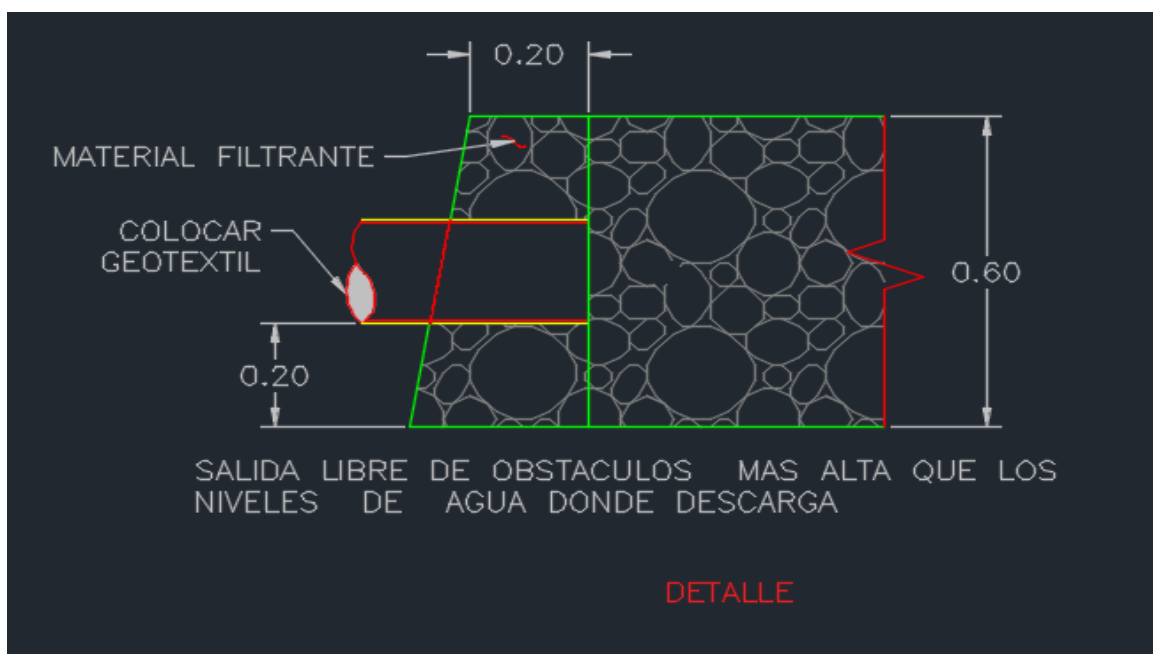 0.20
MATERIAL FILTRANTE
COLOCAR
GEOTEXTIL
0.60
0.20
SALIDA LIBRE DE OBSTACULOS MAS ALTA QUE LOS
NIVELES DE AGUA DONDE DESCARGA
DETALLE